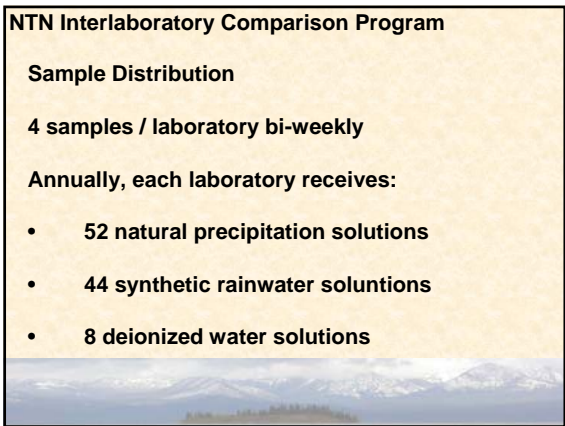 NTN Interlaboratory Comparison Program
Sample Distribution
4 samples / laboratory bi-weekly
Annually, each laboratory receives:
• 52 natural precipitation solutions
• 44 synthetic rainwater soluntions
• 8 deionized water solutions